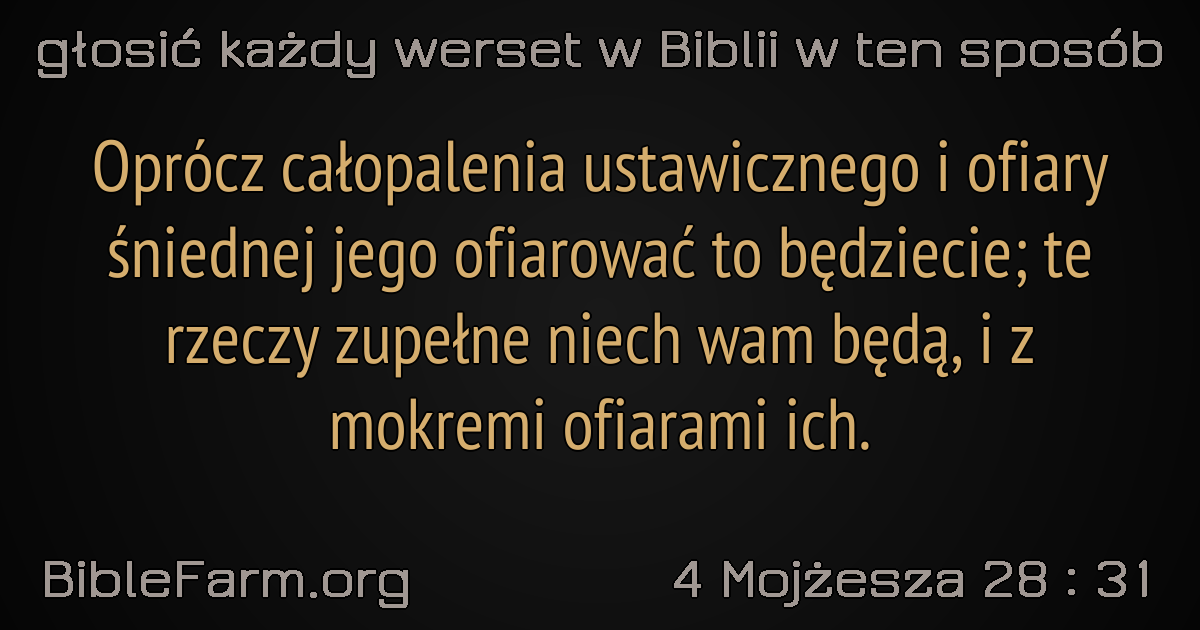 głosić każdy werset w Biblii w ten sposób
Oprócz całopalenia ustawicznego i ofiary
śniednej jego ofiarować to będziecie; te
rzeczy zupełne niech wam będą, i z
mokremi ofiarami ich.
BibleFarm.org
4 Mojżesza 28 : 31